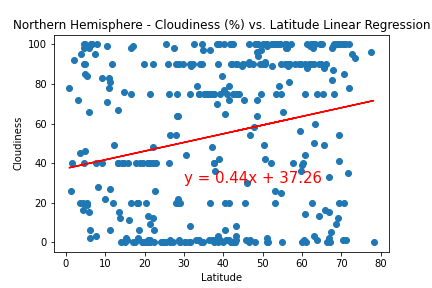 Northern Hemisphere - Cloudiness (%) vs. Latitude Linear Regression
100
80
60
40
20
0
Cloudiness
y = 0.44x + 37.26
0 10 20 30 40 50 60 70 80
Latitude